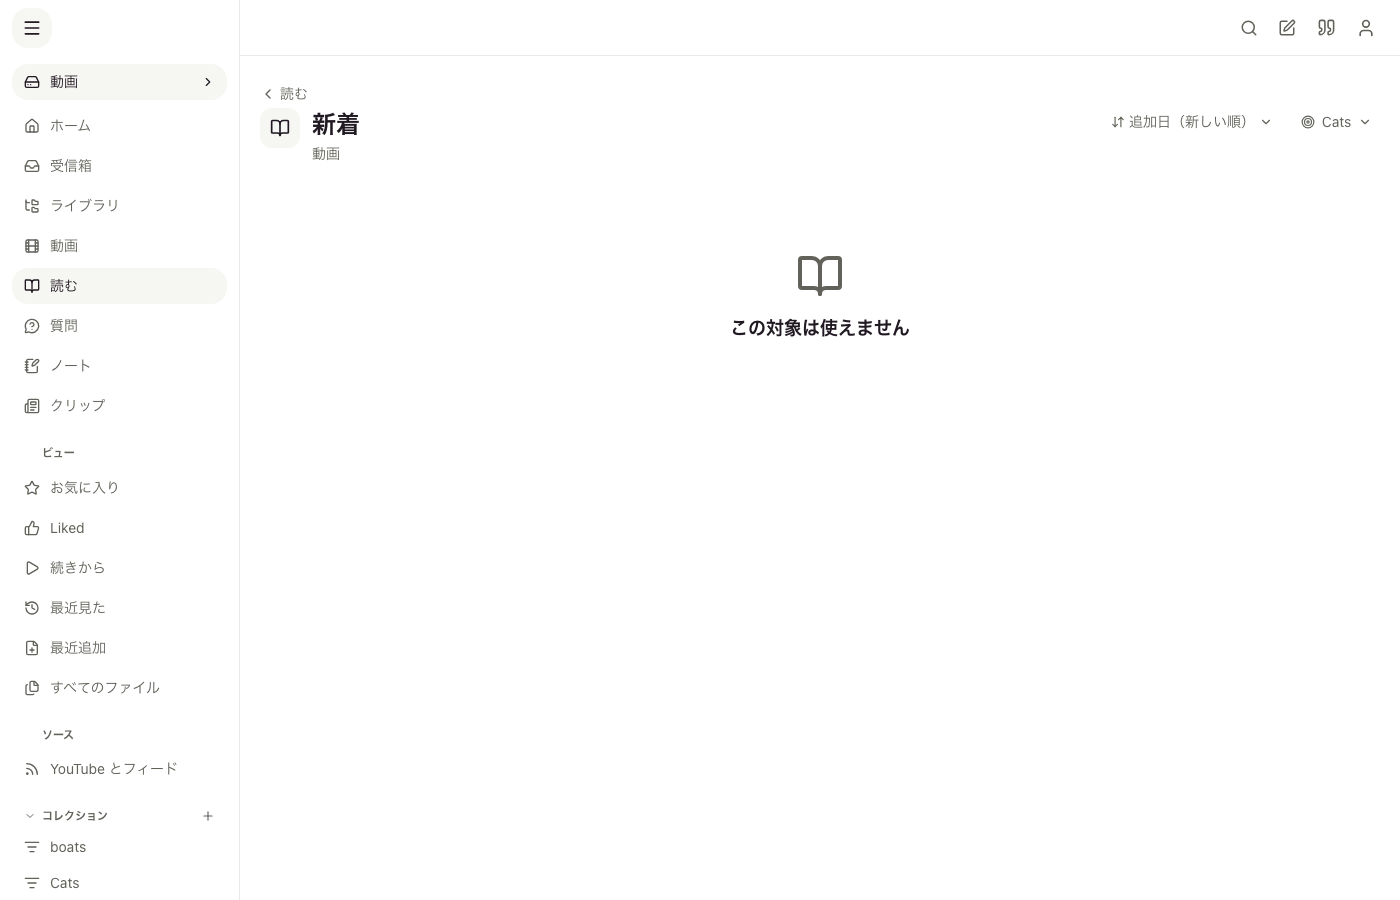 動画
ホーム
受信箱
ライブラリ
動画
読む
質問
ノート
クリップ
ビュー
お気に入り
Liked
続きから
最近見た
最近追加
すべてのファイル
ソース
YouTube とフィード
コレクション
boats
Cats
読む
新着
動画
追加日（新しい順）
Cats
この対象は使えません